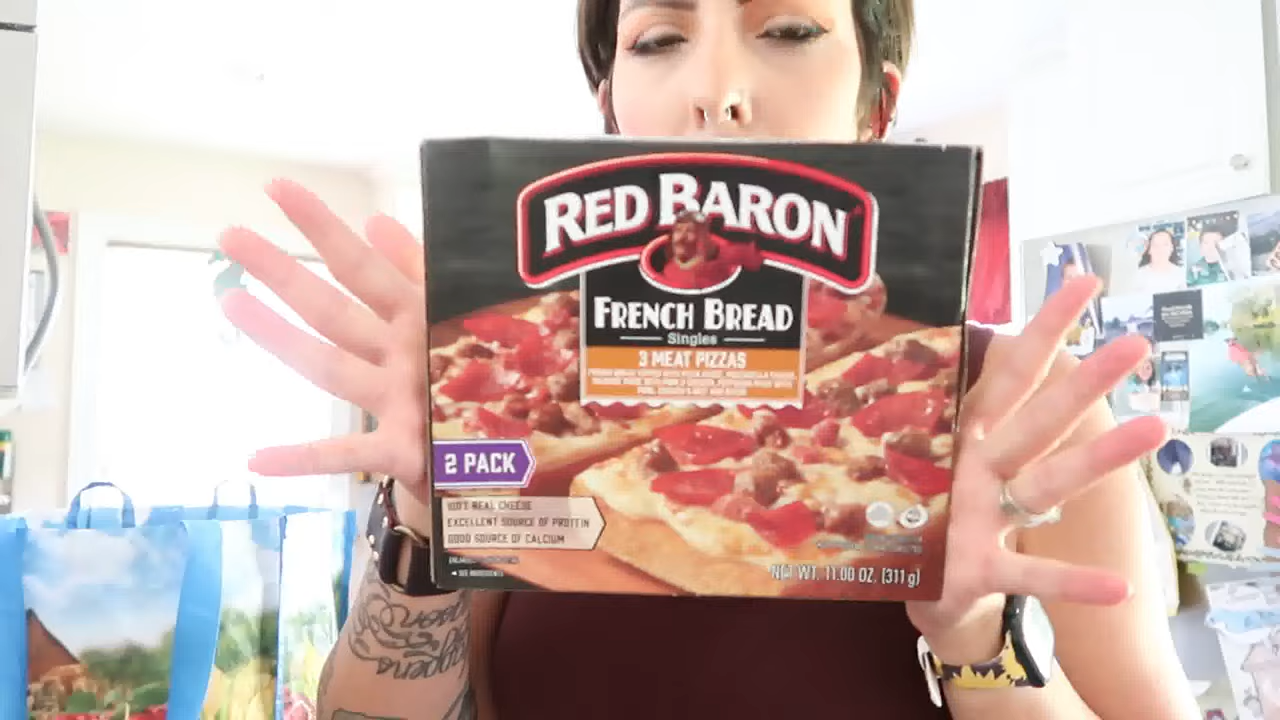 RED BARON
FRENCH BREAD
Singles
3 MEAT PIZZAS
2 PACK
100% REAL CHEESE
EXCELLENT SOURCE OF PROTEIN
GOOD SOURCE OF CALCIUM
NET WT. 11.00 OZ. (311g)
happens